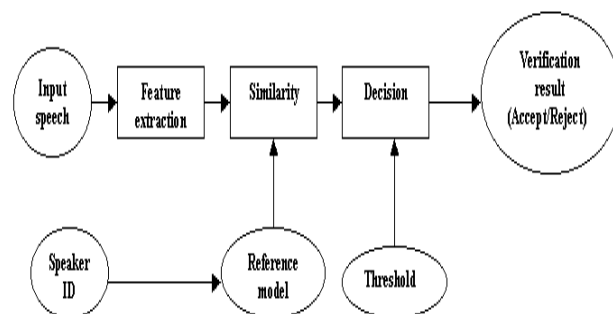 Input
speech
Feature
extraction
Similarity
Decision
Verification
result
(Accept/Reject)
Speaker
ID
Reference
model
Threshold